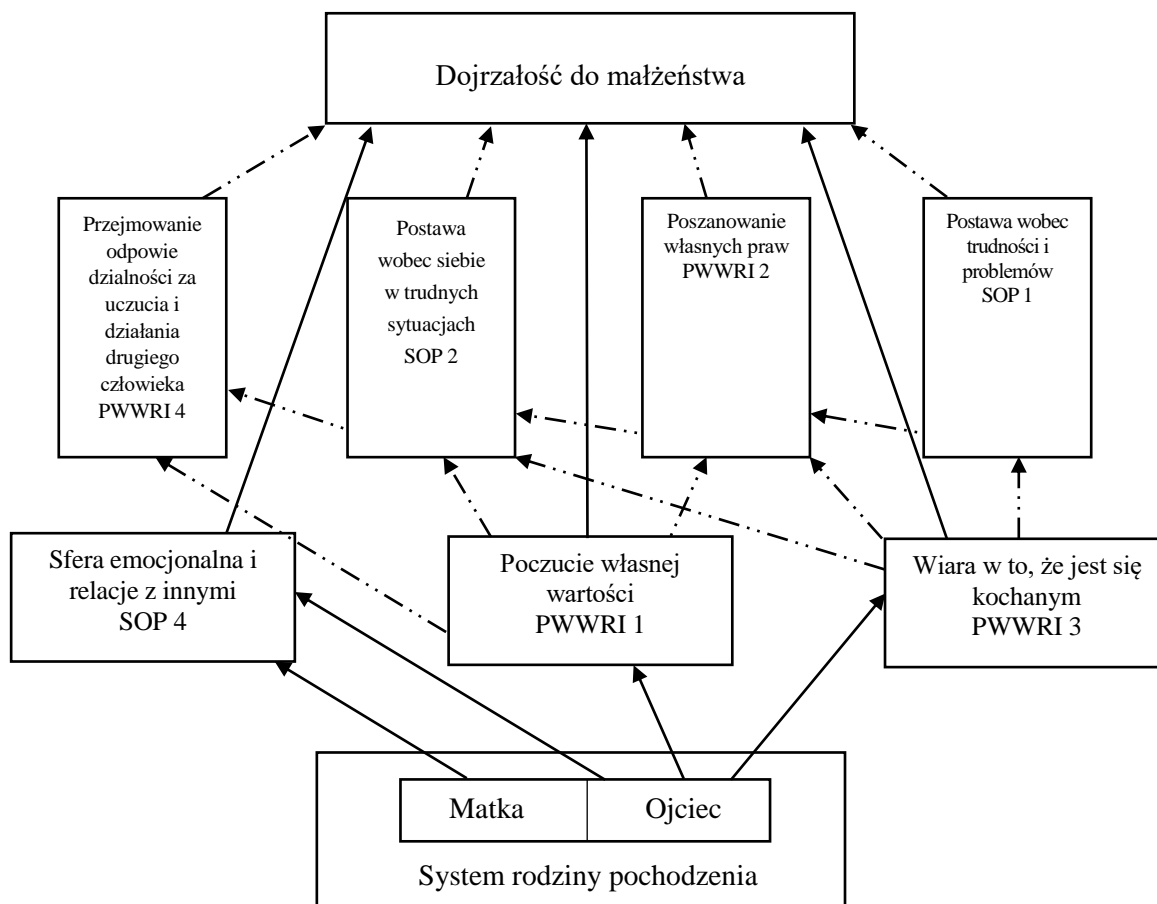 Dojrzałość do małżeństwa
Przejmowanie
odpowie
dzialności za
uczucia i
działania
drugiego
człowieka
PWWRI 4
Postawa
wobec siebie
w trudnych
sytuacjach
SOP 2
Poszanowanie
własnych praw
PWWRI 2
Postawa wobec
trudności i
problemów
SOP 1
Sfera emocjonalna i
relacje z innymi
SOP 4
Poczucie własnej
wartości
PWWRI 1
Wiara w to, że jest się
kochanym
PWWRI 3
Matka
Ojciec
System rodziny pochodzenia